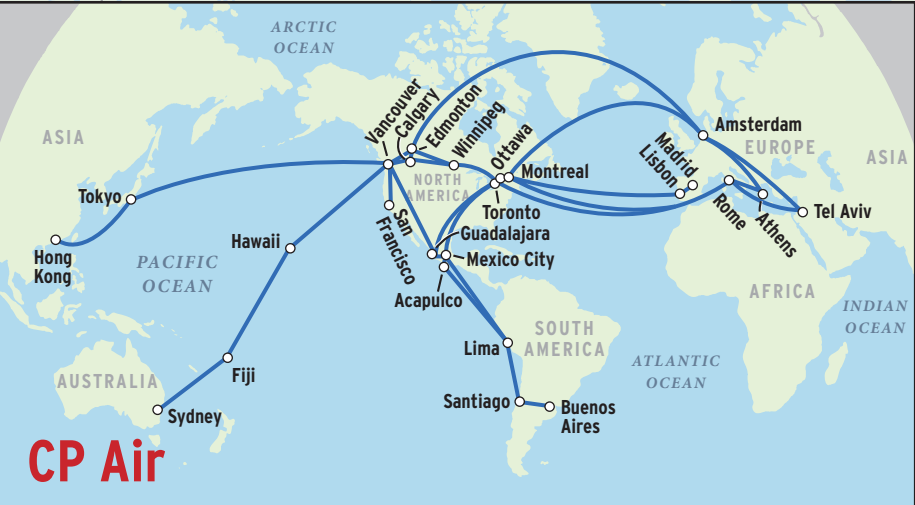 ARCTIC
OCEAN
Vancouver
Calgary
Edmonton
Winnipeg
Ottawa
Montreal
Toronto
NORTH
AMERICA
San
Francisco
Guadalajara
Mexico City
Acapulco
ASIA
Tokyo
Hong
Kong
Hawaii
PACIFIC
OCEAN
Fiji
AUSTRALIA
Sydney
Lima
SOUTH
AMERICA
Santiago
Buenos
Aires
ATLANTIC
OCEAN
Amsterdam
EUROPE
ASIA
Madrid
Lisbon
Rome
Athens
Tel Aviv
AFRICA
INDIAN
OCEAN
CP Air